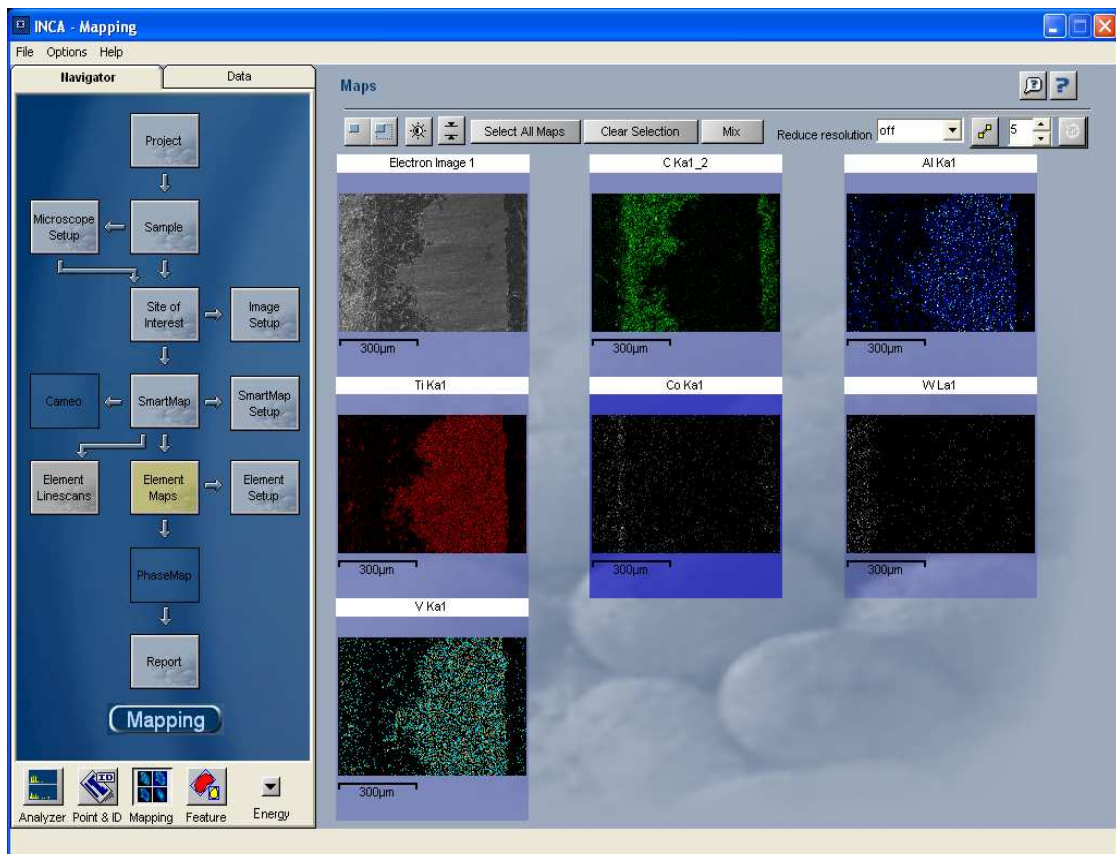 INCA - Mapping
File Options Help
Navigator
Data
Project
Microscope
Setup
Sample
Site of
Interest
Image
Setup
Cameo
SmartMap
SmartMap
Setup
Element
Linescans
Element
Maps
Element
Setup
PhaseMap
Report
Mapping
Analyzer
Point & ID
Mapping
Feature
Energy
Maps
Select All Maps
Clear Selection
Mix
Reduce resolution
off
5
Electron Image 1
C Ka1_2
Al Ka1
300µm
300µm
300µm
Ti Ka1
Co Ka1
W La1
300µm
300µm
300µm
V Ka1
300µm